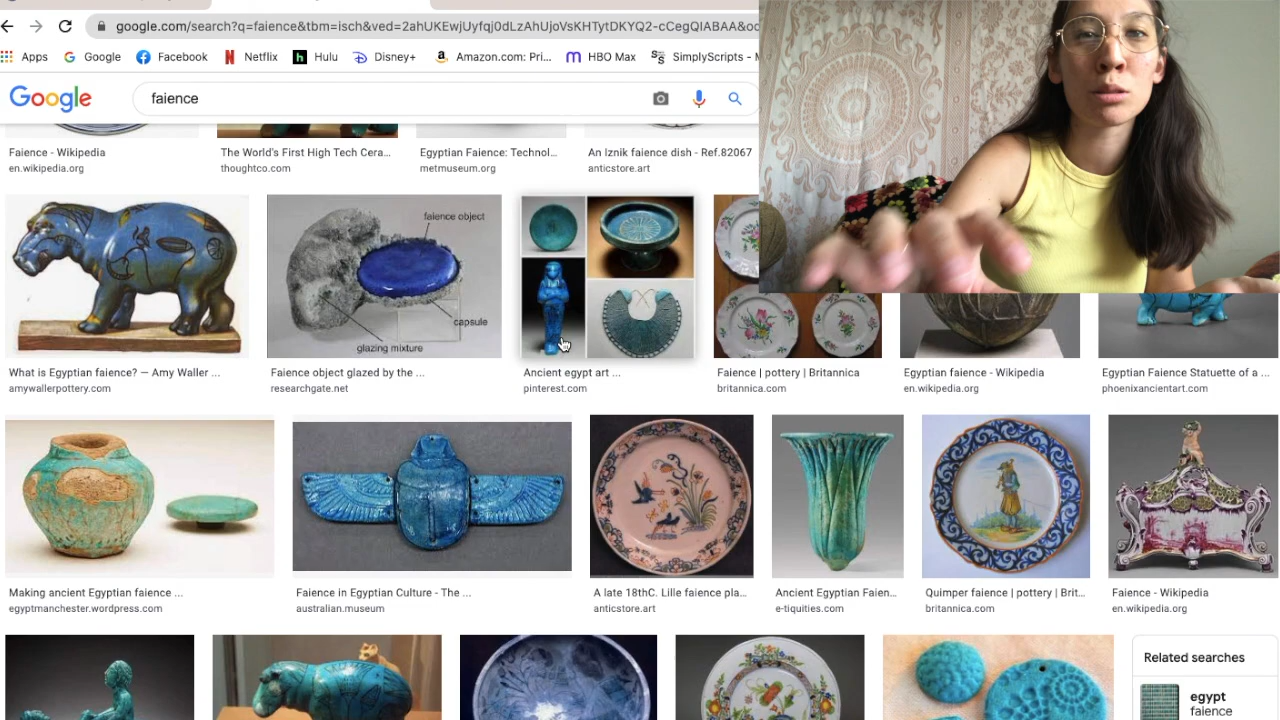 google.com/search?q=faience&tbm=isch&ved=2ahUKEwjUyfqj0dLzAhUjoVsKHTytDKYQ2-cCegQIABAA&oc
Apps Google Facebook Netflix Hulu Disney+ Amazon.com: Pri... HBO Max SimplyScripts -
Google
faience
Faience - Wikipedia
en.wikipedia.org
The World's First High Tech Cera...
thoughtco.com
Egyptian Faience: Technol...
metmuseum.org
An Iznik faience dish - Ref.82067
anticstore.art
faience object
capsule
glazing mixture
What is Egyptian faience? — Amy Waller ...
amywallerpottery.com
Faience object glazed by the ...
researchgate.net
Ancient egypt art ...
pinterest.com
Faience | pottery | Britannica
britannica.com
Egyptian faience - Wikipedia
en.wikipedia.org
Egyptian Faience Statuette of a ...
phoenixancientart.com
Making ancient Egyptian faience ...
egyptmanchester.wordpress.com
Faience in Egyptian Culture - The ...
australian.museum
A late 18thC. Lille faience pla...
anticstore.art
Ancient Egyptian Faien...
e-tiquities.com
Quimper faience | pottery | Brit...
britannica.com
Faience - Wikipedia
en.wikipedia.org
Related searches
egypt
faience